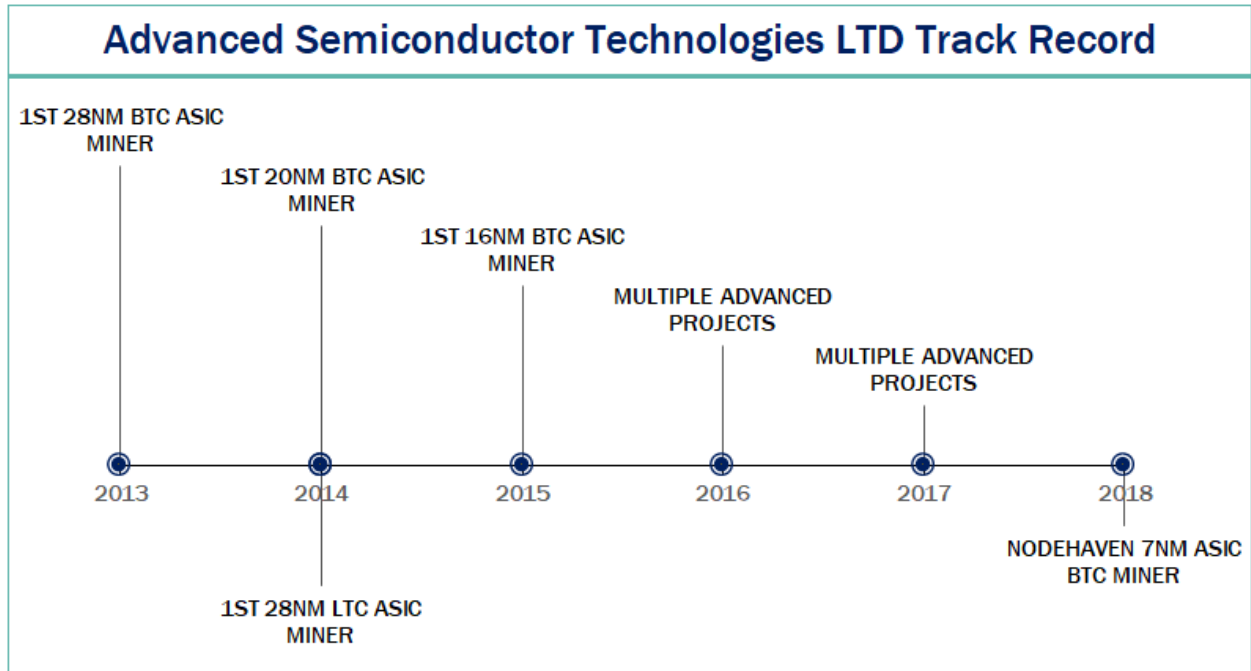 Advanced Semiconductor Technologies LTD Track Record
1ST 28NM BTC ASIC
MINER
1ST 20NM BTC ASIC
MINER
1ST 16NM BTC ASIC
MINER
MULTIPLE ADVANCED
PROJECTS
MULTIPLE ADVANCED
PROJECTS
2013
2014
2015
2016
2017
2018
NODEHAVEN 7NM ASIC
BTC MINER
1ST 28NM LTC ASIC
MINER